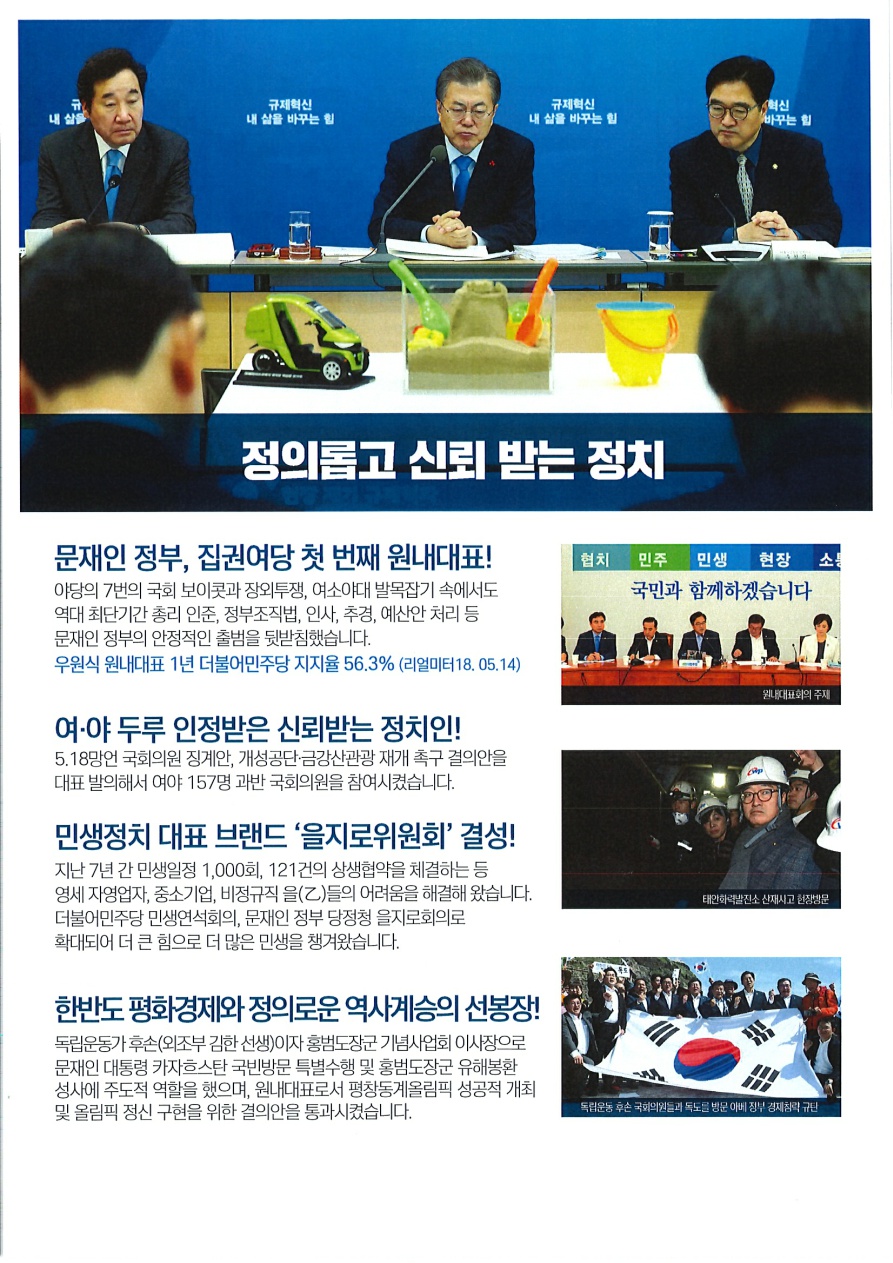 규제혁신
내 삶을 바꾸는 힘
규제혁신
내 삶을 바꾸는 힘
정의롭고 신뢰 받는 정치
문재인 정부, 집권여당 첫 번째 원내대표!
야당의 7번의 국회 보이콧과 장외투쟁, 여소야대 발목잡기 속에서도
역대 최단기간 총리 인준, 정부조직법, 인사, 추경, 예산안 처리 등
문재인 정부의 안정적인 출범을 뒷받침했습니다.
우원식 원내대표 1년 더불어민주당 지지율 56.3% (리얼미터18. 05.14)
협치 민주 민생 현장
국민과 함께하겠습니다
원내대표회의 주재
여·야 두루 인정받은 신뢰받는 정치인!
5.18망언 국회의원 징계안, 개성공단·금강산관광 재개 촉구 결의안을
대표 발의해서 여야 157명 과반 국회의원을 참여시켰습니다.
태안화력발전소 산재사고 현장방문
민생정치 대표 브랜드 ‘을지로위원회’ 결성!
지난 7년 간 민생일정 1,000회, 121건의 상생협약을 체결하는 등
영세 자영업자, 중소기업, 비정규직 을(乙)들의 어려움을 해결해 왔습니다.
더불어민주당 민생연석회의, 문재인 정부 당정청 을지로회의로
확대되어 더 큰 힘으로 더 많은 민생을 챙겨왔습니다.
한반도 평화경제와 정의로운 역사계승의 선봉장!
독립운동가 후손(외조부 김한 선생)이자 홍범도장군 기념사업회 이사장으로
문재인 대통령 카자흐스탄 국빈방문 특별수행 및 홍범도장군 유해봉환
성사에 주도적 역할을 했으며, 원내대표로서 평창동계올림픽 성공적 개최
및 올림픽 정신 구현을 위한 결의안을 통과시켰습니다.
독립운동 후손 국회의원들과 독도를 방문 아베 정부 경제침략 규탄